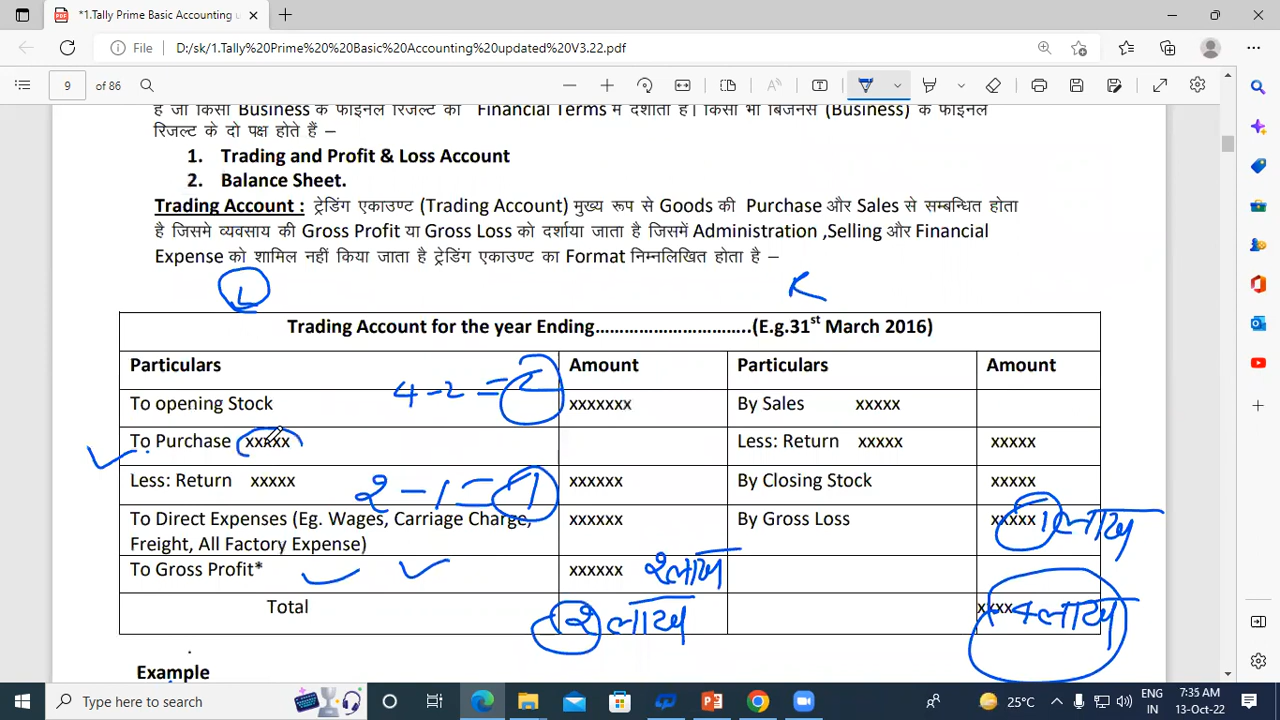 *1.Tally Prime Basic Accounting u
File D:/sk/1.Tally%20Prime%20%20Basic%20Accounting%20updated%20V3.22.pdf
9 of 86
है जो किसी Business के फाइनल रिजल्ट को Financial Terms में दर्शाता है। किसी भी बिजनेस (Business) के फाइनल
रिजल्ट के दो पक्ष होते हैं –
1. Trading and Profit & Loss Account
2. Balance Sheet.
Trading Account : ट्रेडिंग एकाउण्ट (Trading Account) मुख्य रूप से Goods की Purchase और Sales से सम्बन्धित होता
है जिसमे व्यवसाय की Gross Profit या Gross Loss को दर्शाया जाता है जिसमें Administration ,Selling और Financial
Expense को शामिल नहीं किया जाता है ट्रेडिंग एकाउण्ट का Format निम्नलिखित होता है –
L
Trading Account for the year Ending…………………………..(E.g.31st March 2016)
Particulars Amount Particulars Amount
4 - 2 = 2
To opening Stock xxxxxxx By Sales xxxxx
To Purchase xxxxx Less: Return xxxxx xxxxx
Less: Return xxxxx xxxxxx By Closing Stock xxxxx
2 - 1 = 1
To Direct Expenses (Eg. Wages, Carriage Charge, xxxxxx By Gross Loss xxxxx 1 लाख
Freight, All Factory Expense)
To Gross Profit* xxxxxx 2 लाख
Total 2 लाख xxxx 4 लाख
Example
Type here to search
25°C
ENG
IN
7:35 AM
13-Oct-22